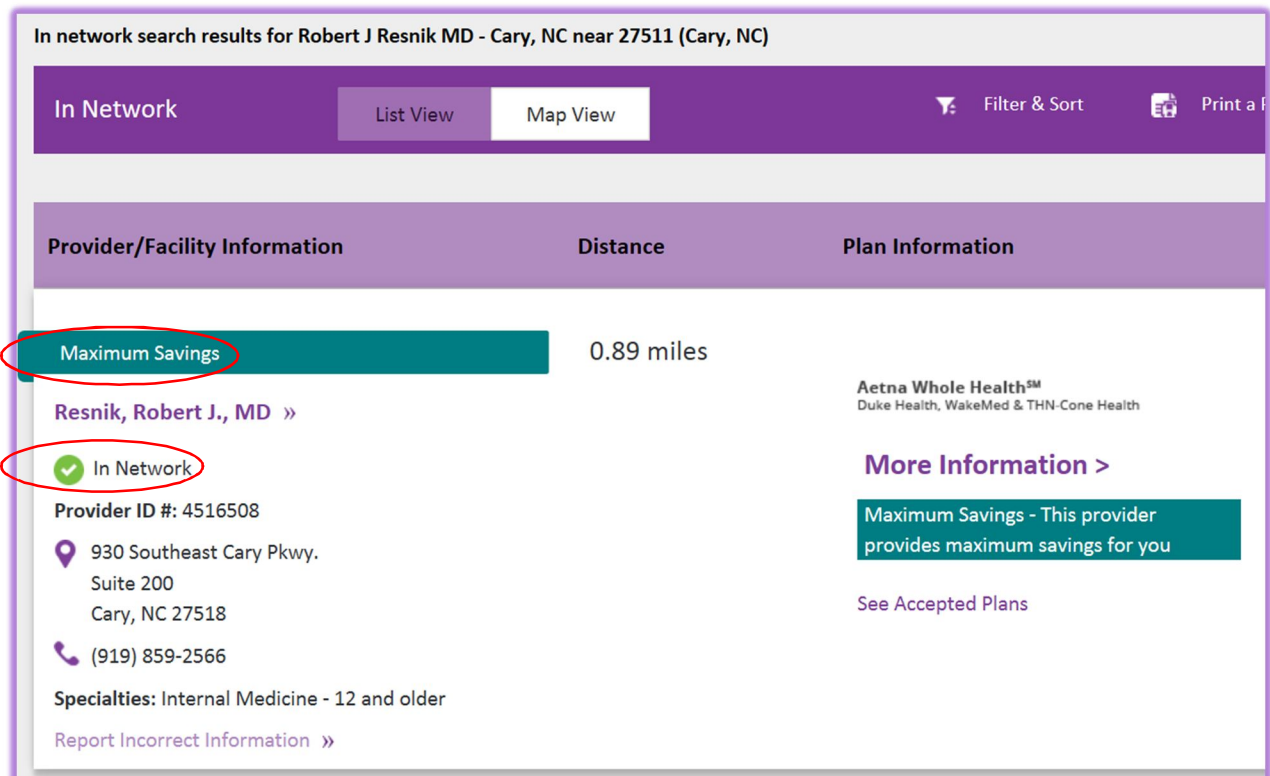 In network search results for Robert J Resnik MD - Cary, NC near 27511 (Cary, NC)
In Network
List View
Map View
Filter & Sort
Print a
Provider/Facility Information
Distance
Plan Information
Maximum Savings
0.89 miles
Resnik, Robert J., MD »
In Network
Provider ID #: 4516508
930 Southeast Cary Pkwy.
Suite 200
Cary, NC 27518
(919) 859-2566
Specialties: Internal Medicine - 12 and older
Report Incorrect Information »
Aetna Whole Health℠
Duke Health, WakeMed & THN-Cone Health
More Information >
Maximum Savings - This provider
provides maximum savings for you
See Accepted Plans